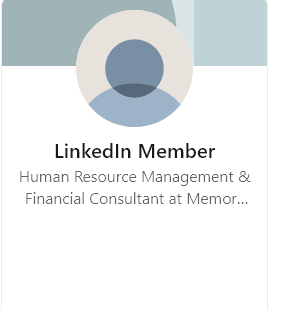 LinkedIn Member
Human Resource Management &
Financial Consultant at Memor...